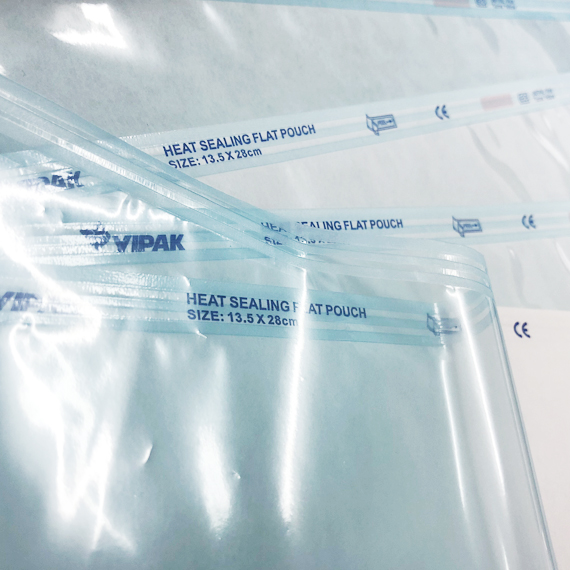 HEAT SEALING FLAT POUCH
SIZE: 13.5 X 28cm
CE
HEAT SEALING FLAT POUCH
CE
VIPAK
HEAT SEALING FLAT POUCH
SIZE: 13.5 X 28cm
CE